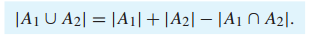 |A₁ ∪ A₂| = |A₁| + |A₂| − |A₁ ∩ A₂|.